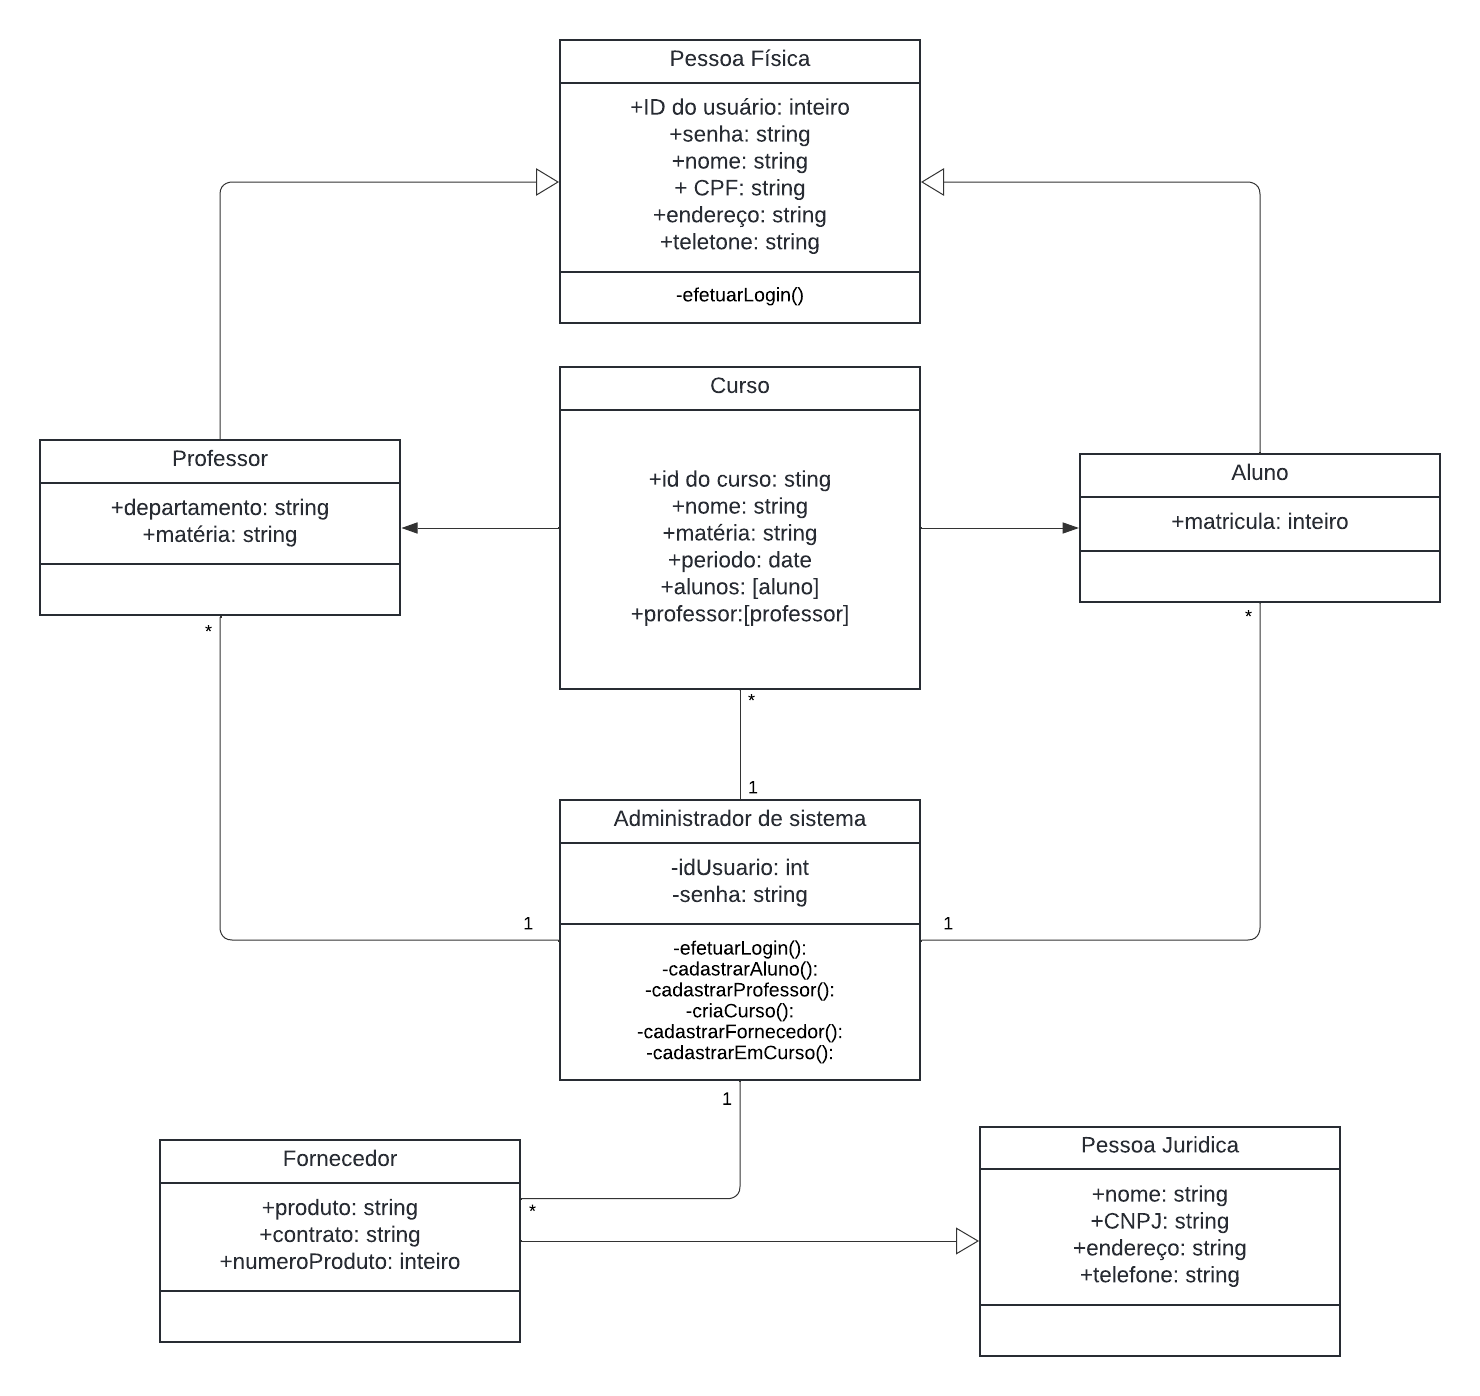 Pessoa Física
+ID do usuário: inteiro
+senha: string
+nome: string
+ CPF: string
+endereço: string
+teletone: string
-efetuarLogin()
Curso
+id do curso: sting
+nome: string
+matéria: string
+periodo: date
+alunos: [aluno]
+professor:[professor]
Professor
+departamento: string
+matéria: string
Aluno
+matricula: inteiro
*
*
*
1
Administrador de sistema
-idUsuario: int
-senha: string
-efetuarLogin():
-cadastrarAluno():
-cadastrarProfessor():
-criaCurso():
-cadastrarFornecedor():
-cadastrarEmCurso():
1
1
1
Fornecedor
+produto: string
+contrato: string
+numeroProduto: inteiro
*
Pessoa Juridica
+nome: string
+CNPJ: string
+endereço: string
+telefone: string